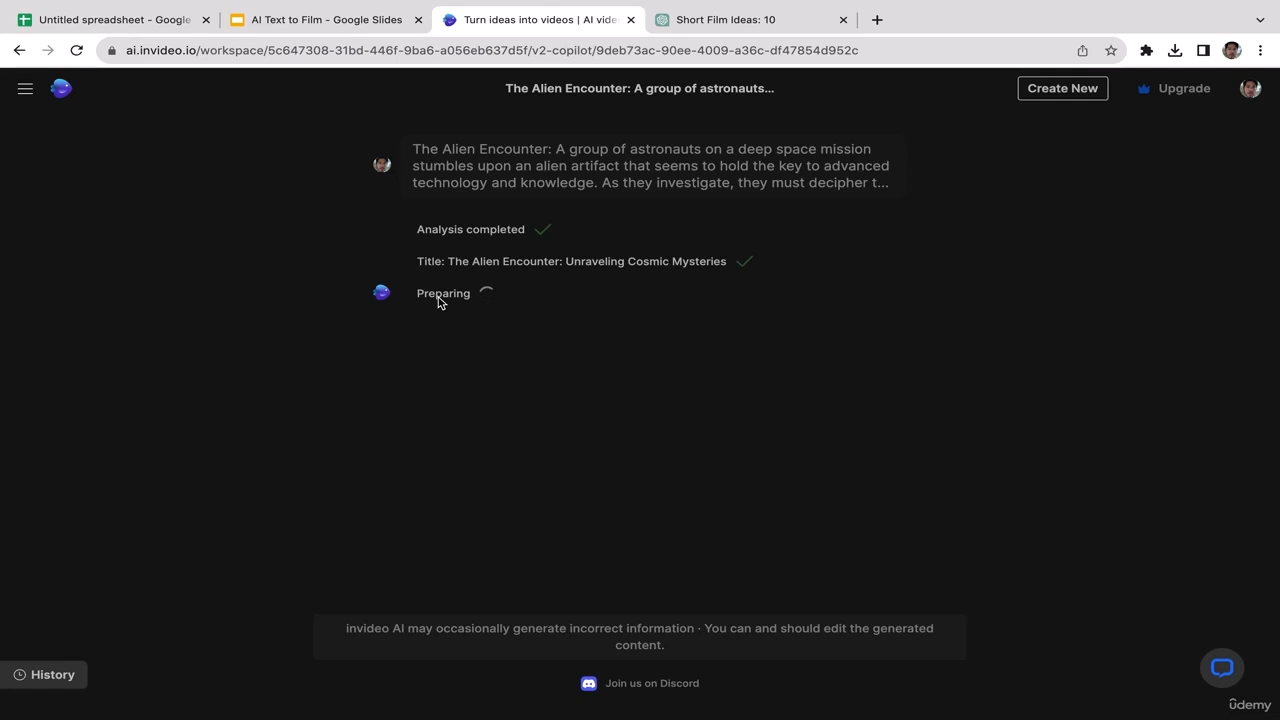 Untitled spreadsheet - Google
AI Text to Film - Google Slides
Turn ideas into videos | AI vide
Short Film Ideas: 10
ai.invideo.io/workspace/5c647308-31bd-446f-9ba6-a056eb637d5f/v2-copilot/9deb73ac-90ee-4009-a36c-df47854d952c
The Alien Encounter: A group of astronauts...
Create New
Upgrade
The Alien Encounter: A group of astronauts on a deep space mission
stumbles upon an alien artifact that seems to hold the key to advanced
technology and knowledge. As they investigate, they must decipher t...
Analysis completed
Title: The Alien Encounter: Unraveling Cosmic Mysteries
Preparing
invideo AI may occasionally generate incorrect information · You can and should edit the generated
content.
History
Join us on Discord
ûdemy